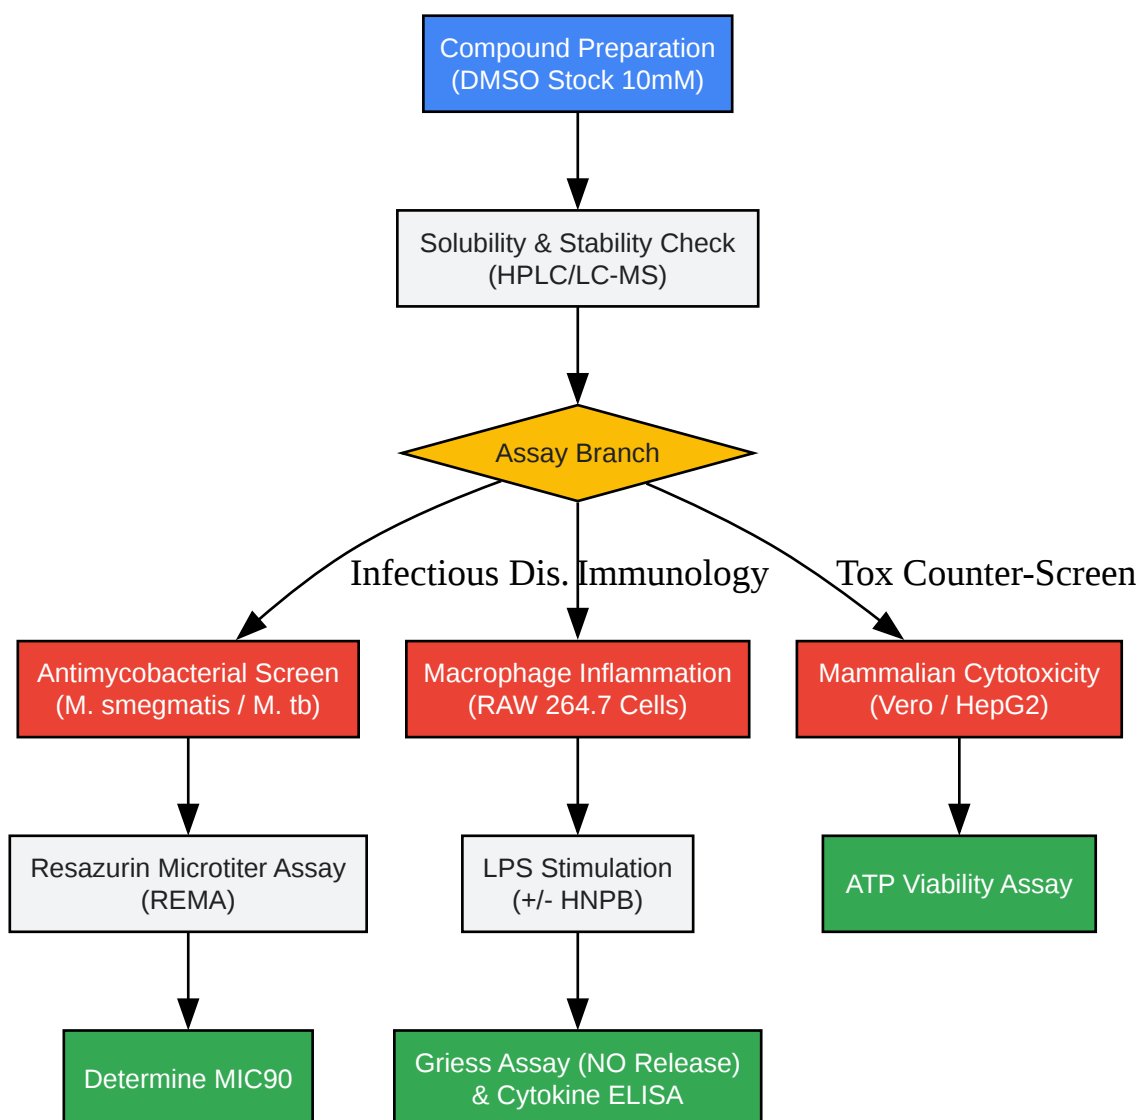 Compound Preparation
(DMSO Stock 10mM)
Solubility & Stability Check
(HPLC/LC-MS)
Assay Branch
Infectious Dis.
Immunology
Tox Counter-Screen
Antimycobacterial Screen
(M. smegmatis / M. tb)
Macrophage Inflammation
(RAW 264.7 Cells)
Mammalian Cytotoxicity
(Vero / HepG2)
Resazurin Microtiter Assay
(REMA)
LPS Stimulation
(+/- HNPB)
ATP Viability Assay
Determine MIC90
Griess Assay (NO Release)
& Cytokine ELISA